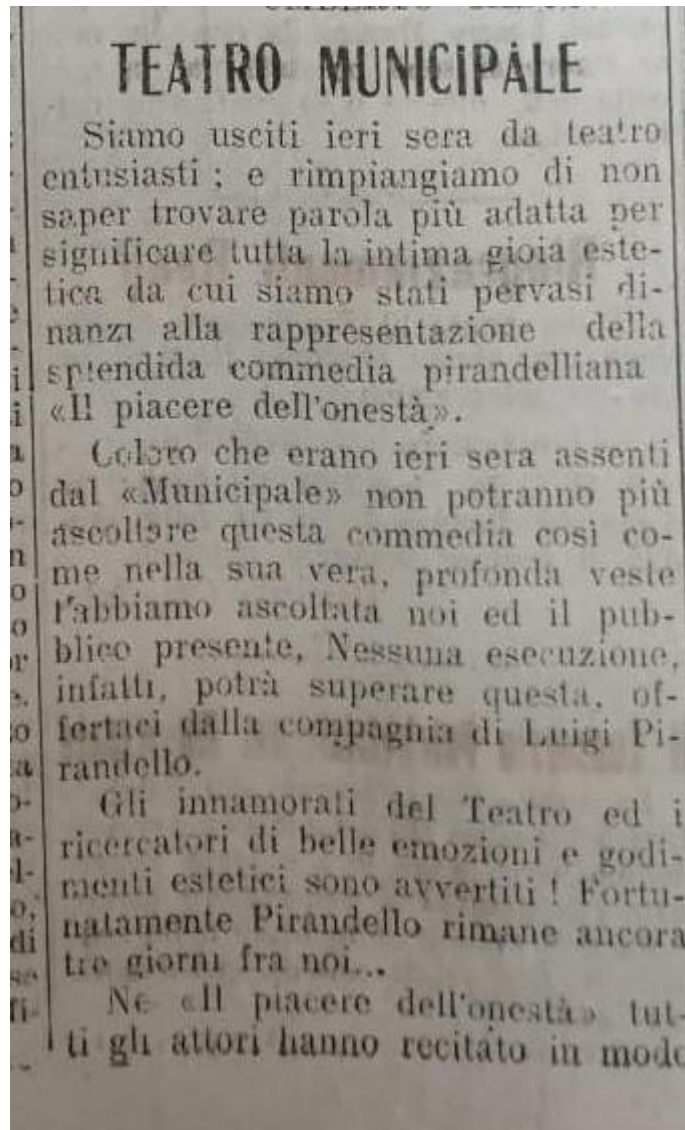 TEATRO MUNICIPALE
Siamo usciti ieri sera da teatro
entusiasti ; e rimpiangiamo di non
saper trovare parola più adatta per
significare tutta la intima gioia este-
tica da cui siamo stati pervasi di-
nanzi alla rappresentazione della
splendida commedia pirandelliana
«Il piacere dell'onestà».
Coloro che erano ieri sera assenti
dal «Municipale» non potranno più
ascoltare questa commedia così co-
me nella sua vera, profonda veste
l'abbiamo ascoltata noi ed il pub-
blico presente, Nessuna esecuzione,
infatti, potrà superare questa, of-
fertaci dalla compagnia di Luigi Pi-
randello.
Gli innamorati del Teatro ed i
ricercatori di belle emozioni e godi-
menti estetici sono avvertiti ! Fortu-
natamente Pirandello rimane ancora
tre giorni fra noi...
Ne «Il piacere dell'onestà» tut-
ti gli attori hanno recitato in modo